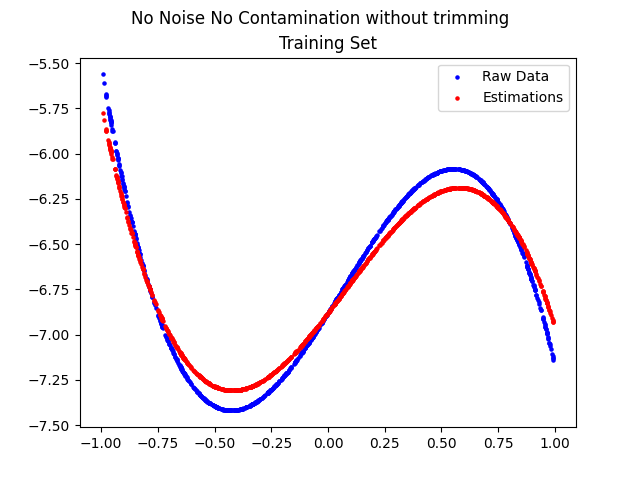 No Noise No Contamination without trimming
Training Set
Raw Data
Estimations
−5.50
−5.75
−6.00
−6.25
−6.50
−6.75
−7.00
−7.25
−7.50
−1.00 −0.75 −0.50 −0.25 0.00 0.25 0.50 0.75 1.00